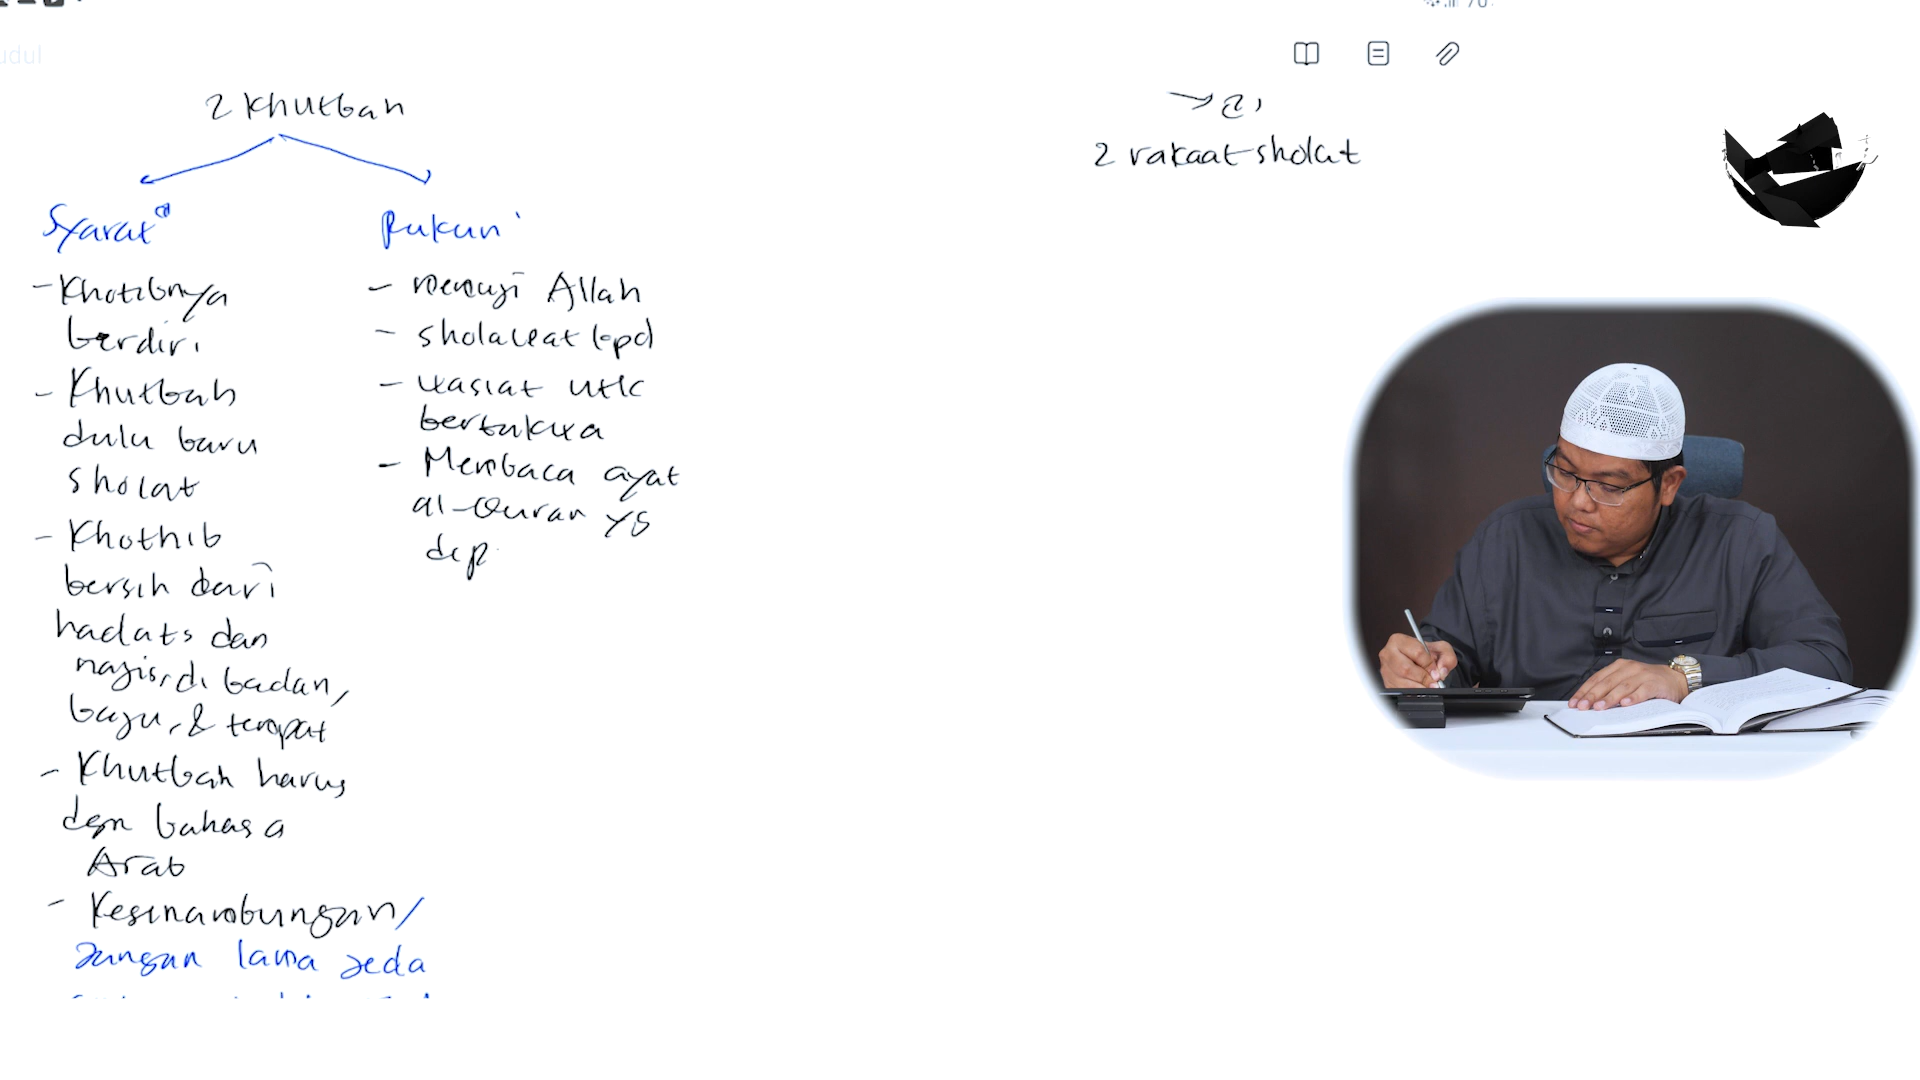 udul
2 Khutbah
Syarat
- Khotibnya
berdiri
- Khutbah
dulu baru
sholat
- Khothib
bersih dari
hadats dan
najis, di badan,
baju, & tempat
- Khutbah harus
dgn bahasa
Arab
- Kesinambungan/
Jangan lama jeda
Rukun
- memuji Allah
- sholawat kpd
- wasiat utk
bertakwa
- Membaca ayat
al-Quran yg
dip
2 rakaat sholat